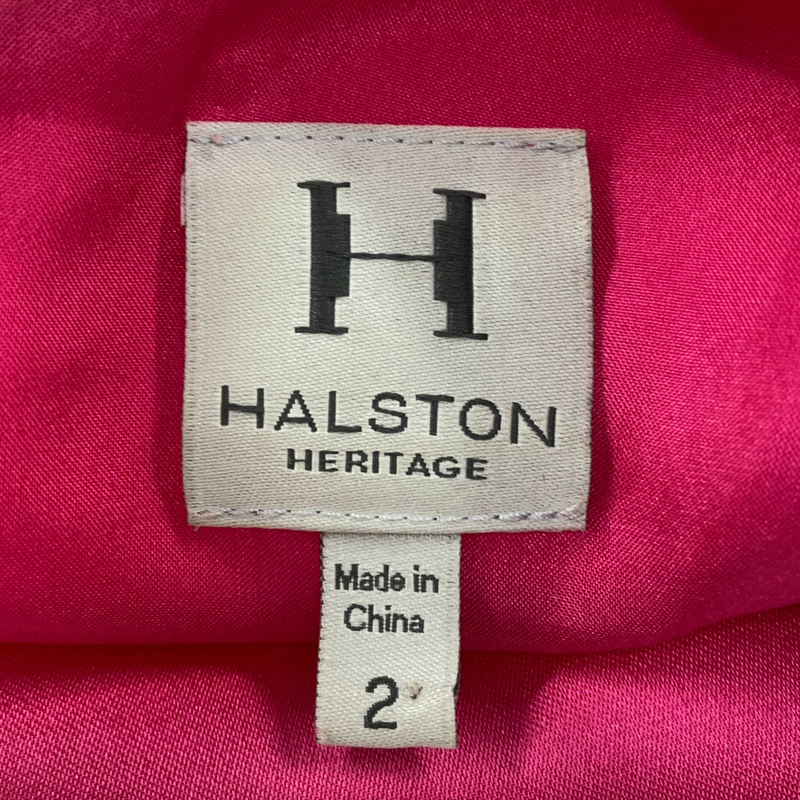 H
HALSTON
HERITAGE
Made in
China
2